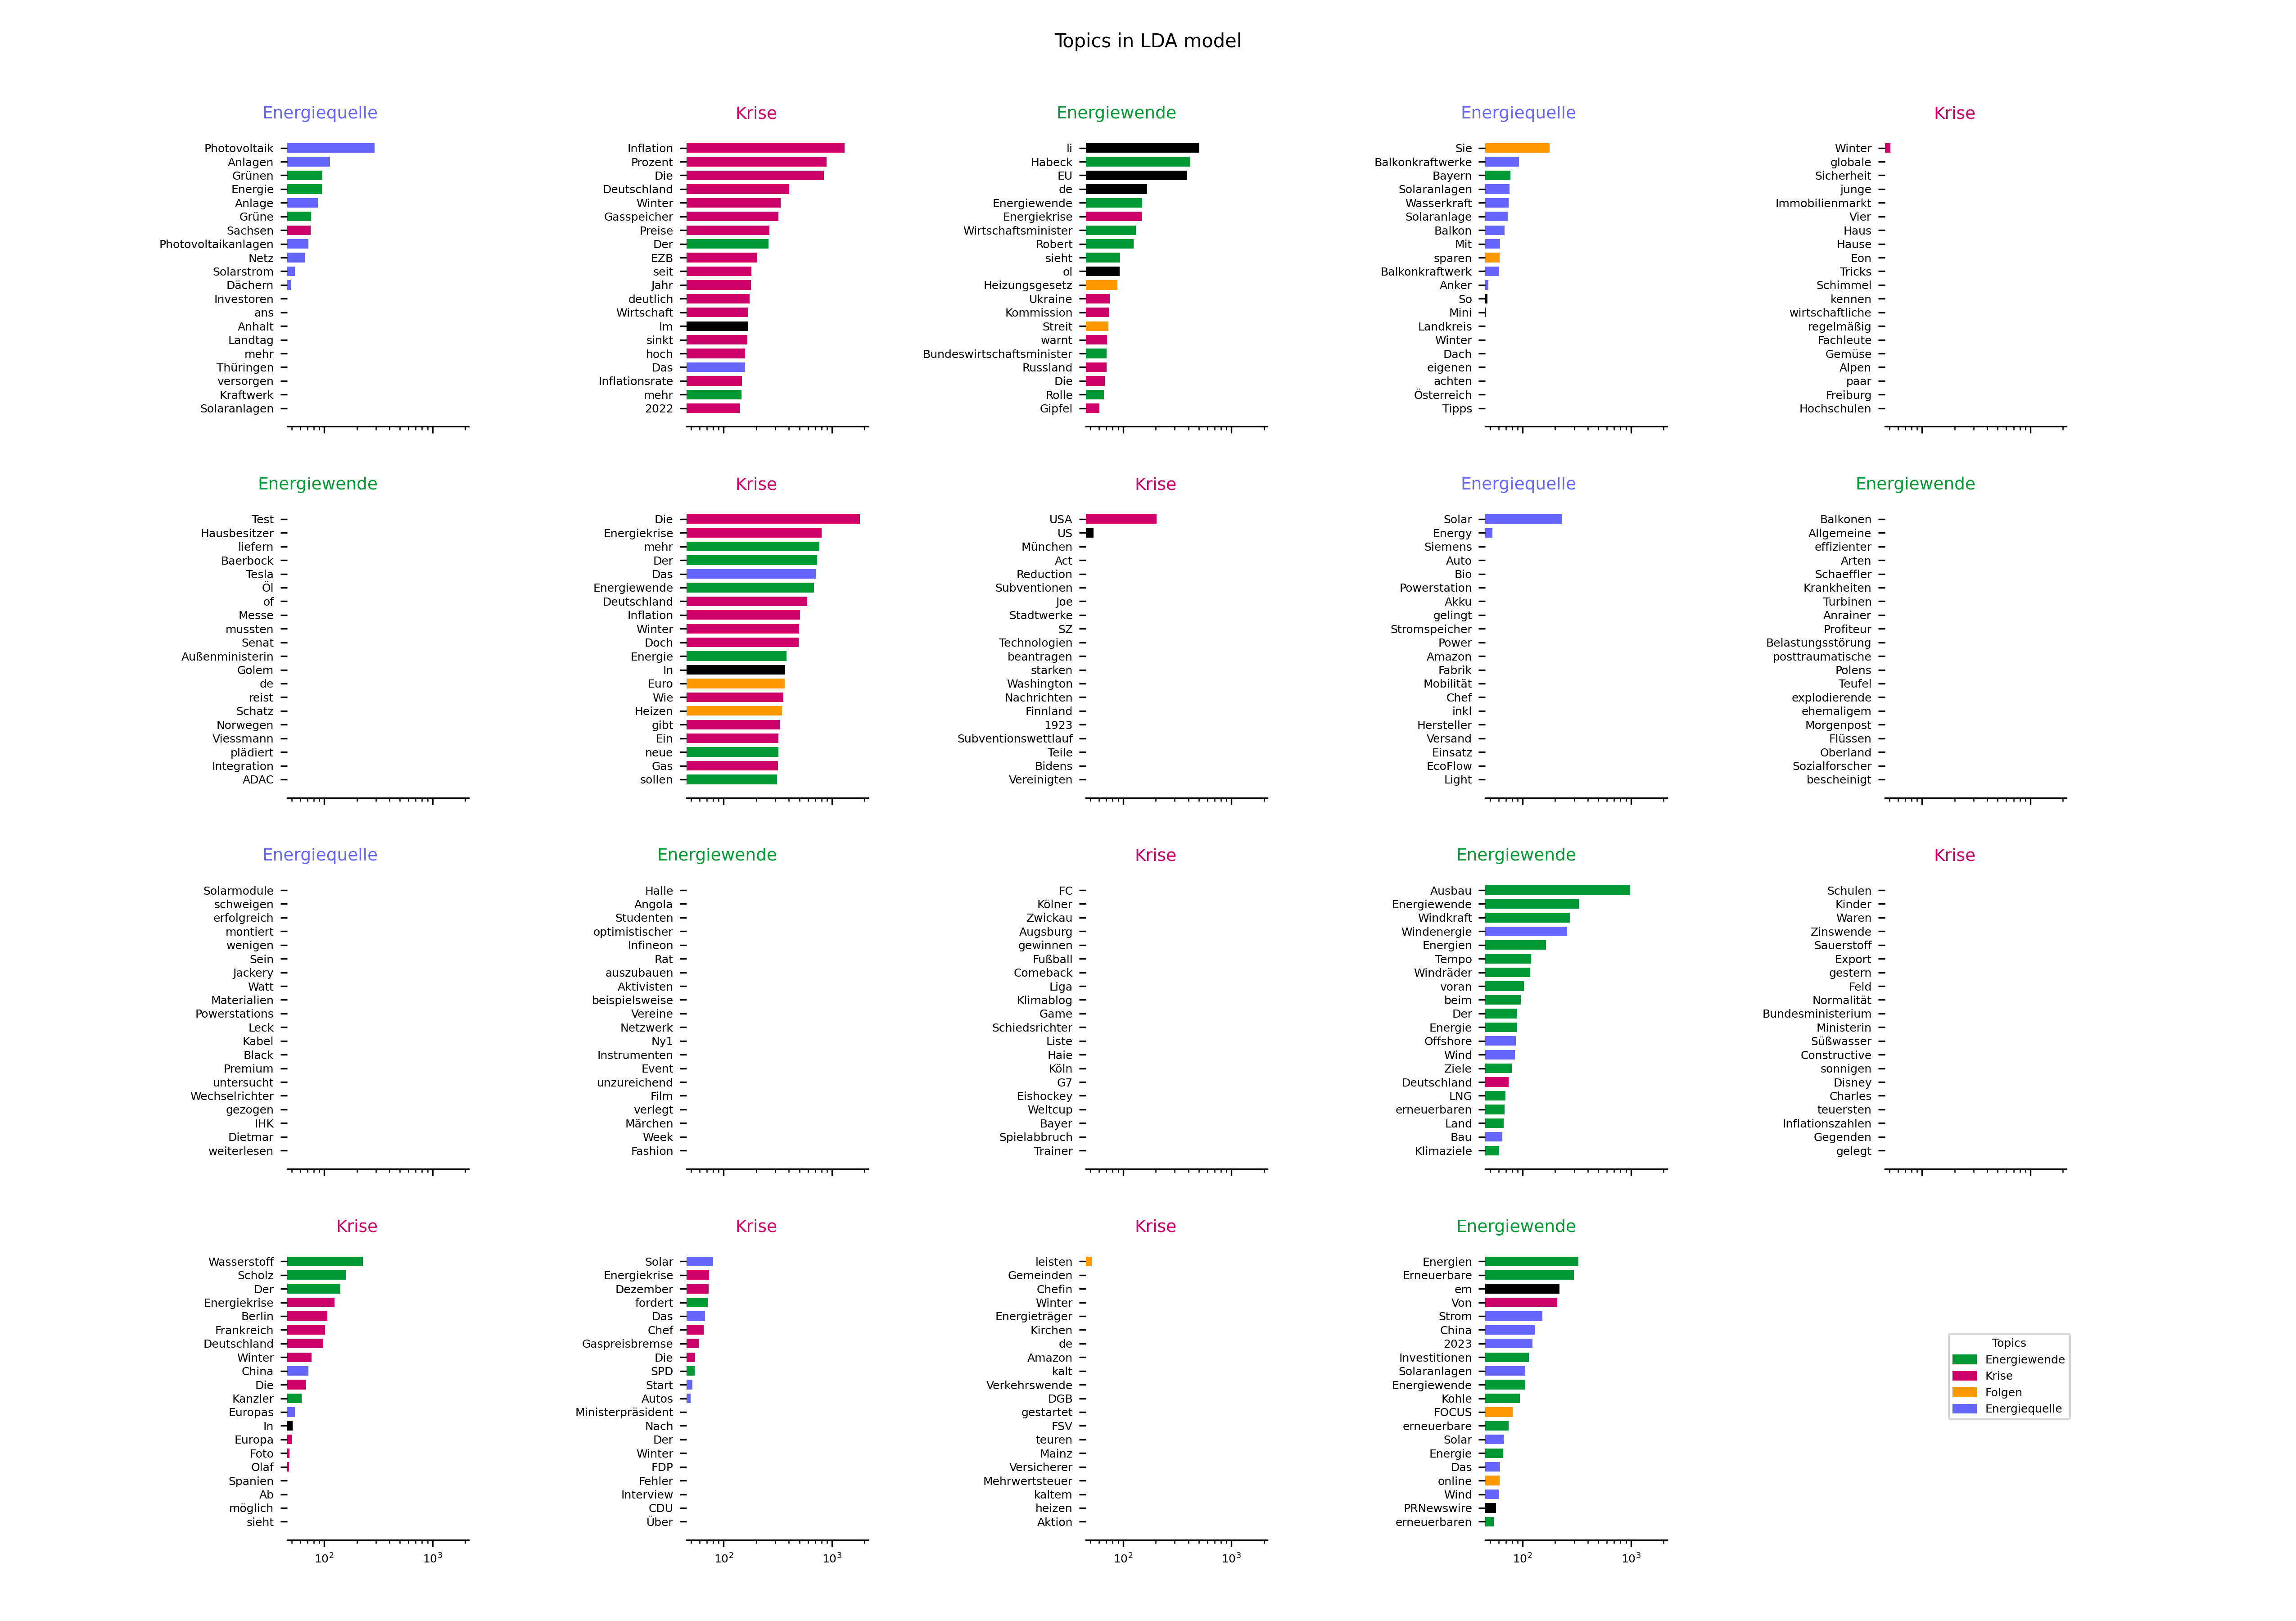 Topics in LDA model
Energiequelle
Photovoltaik
Anlagen
Grünen
Energie
Anlage
Grüne
Sachsen
Photovoltaikanlagen
Netz
Solarstrom
Dächern
Investoren
ans
Anhalt
Landtag
mehr
Thüringen
versorgen
Kraftwerk
Solaranlagen
Krise
Inflation
Prozent
Die
Deutschland
Winter
Gasspeicher
Preise
Der
EZB
seit
Jahr
deutlich
Wirtschaft
Im
sinkt
hoch
Das
Inflationsrate
mehr
2022
Energiewende
li
Habeck
EU
de
Energiewende
Energiekrise
Wirtschaftsminister
Robert
sieht
ol
Heizungsgesetz
Ukraine
Kommission
Streit
warnt
Bundeswirtschaftsminister
Russland
Die
Rolle
Gipfel
Energiequelle
Sie
Balkonkraftwerke
Bayern
Solaranlagen
Wasserkraft
Solaranlage
Balkon
Mit
sparen
Balkonkraftwerk
Anker
So
Mini
Landkreis
Winter
Dach
eigenen
achten
Österreich
Tipps
Krise
Winter
globale
Sicherheit
junge
Immobilienmarkt
Vier
Haus
Hause
Eon
Tricks
Schimmel
kennen
wirtschaftliche
regelmäßig
Fachleute
Gemüse
Alpen
paar
Freiburg
Hochschulen
Energiewende
Test
Hausbesitzer
liefern
Baerbock
Tesla
Öl
of
Messe
mussten
Senat
Außenministerin
Golem
de
reist
Schatz
Norwegen
Viessmann
plädiert
Integration
ADAC
Krise
Die
Energiekrise
mehr
Der
Das
Energiewende
Deutschland
Inflation
Winter
Doch
Energie
In
Euro
Wie
Heizen
gibt
Ein
neue
Gas
sollen
Krise
USA
US
München
Act
Reduction
Subventionen
Joe
Stadtwerke
SZ
Technologien
beantragen
starken
Washington
Nachrichten
Finnland
1923
Subventionswettlauf
Teile
Bidens
Vereinigten
Energiequelle
Solar
Energy
Siemens
Auto
Bio
Powerstation
Akku
gelingt
Stromspeicher
Power
Amazon
Fabrik
Mobilität
Chef
inkl
Hersteller
Versand
Einsatz
EcoFlow
Light
Energiewende
Balkonen
Allgemeine
effizienter
Arten
Schaeffler
Krankheiten
Turbinen
Anrainer
Profiteur
Belastungsstörung
posttraumatische
Polens
Teufel
explodierende
ehemaligem
Morgenpost
Flüssen
Oberland
Sozialforscher
bescheinigt
Energiequelle
Solarmodule
schweigen
erfolgreich
montiert
wenigen
Sein
Jackery
Watt
Materialien
Powerstations
Leck
Kabel
Black
Premium
untersucht
Wechselrichter
gezogen
IHK
Dietmar
weiterlesen
Energiewende
Halle
Angola
Studenten
optimistischer
Infineon
Rat
auszubauen
Aktivisten
beispielsweise
Vereine
Netzwerk
Ny1
Instrumenten
Event
unzureichend
Film
verlegt
Märchen
Week
Fashion
Krise
FC
Kölner
Zwickau
Augsburg
gewinnen
Fußball
Comeback
Liga
Klimablog
Game
Schiedsrichter
Liste
Haie
Köln
G7
Eishockey
Weltcup
Bayer
Spielabbruch
Trainer
Energiewende
Ausbau
Energiewende
Windkraft
Windenergie
Energien
Tempo
Windräder
voran
beim
Der
Energie
Offshore
Wind
Ziele
Deutschland
LNG
erneuerbaren
Land
Bau
Klimaziele
Krise
Schulen
Kinder
Waren
Zinswende
Sauerstoff
Export
gestern
Feld
Normalität
Bundesministerium
Ministerin
Süßwasser
Constructive
sonnigen
Disney
Charles
teuersten
Inflationszahlen
Gegenden
gelegt
Krise
Wasserstoff
Scholz
Der
Energiekrise
Berlin
Frankreich
Deutschland
Winter
China
Die
Kanzler
Europas
In
Europa
Foto
Olaf
Spanien
Ab
möglich
sieht
10² 10³
Krise
Solar
Energiekrise
Dezember
fordert
Das
Chef
Gaspreisbremse
Die
SPD
Start
Autos
Ministerpräsident
Nach
Der
Winter
FDP
Fehler
Interview
CDU
Über
10² 10³
Krise
leisten
Gemeinden
Chefin
Winter
Energieträger
Kirchen
de
Amazon
kalt
Verkehrswende
DGB
gestartet
FSV
teuren
Mainz
Versicherer
Mehrwertsteuer
kaltem
heizen
Aktion
10² 10³
Energiewende
Energien
Erneuerbare
em
Von
Strom
China
2023
Investitionen
Solaranlagen
Energiewende
Kohle
FOCUS
erneuerbare
Solar
Energie
Das
online
Wind
PRNewswire
erneuerbaren
10² 10³
Topics
Energiewende
Krise
Folgen
Energiequelle